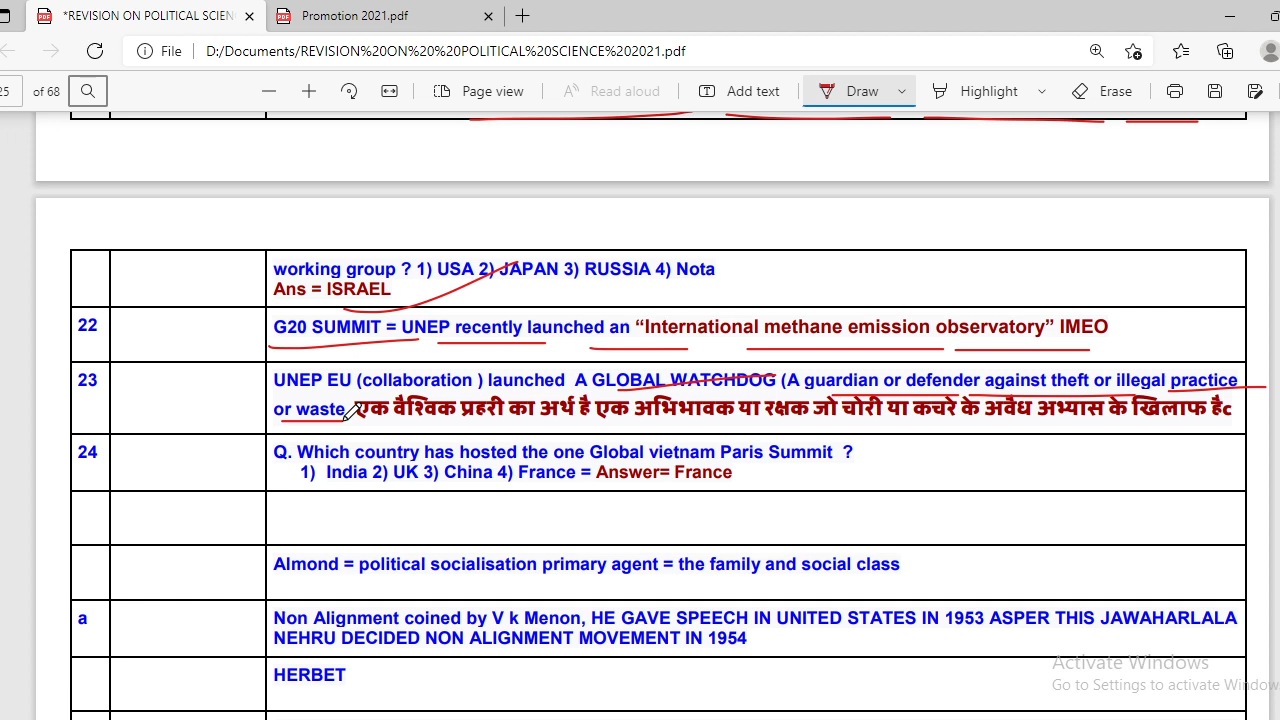 *REVISION ON POLITICAL SCIEN
Promotion 2021.pdf
File
D:/Documents/REVISION%20ON%20%20POLITICAL%20SCIENCE%202021.pdf
25 of 68
Page view
Read aloud
Add text
Draw
Highlight
Erase
working group ? 1) USA 2) JAPAN 3) RUSSIA 4) Nota
Ans = ISRAEL
22 G20 SUMMIT = UNEP recently launched an “International methane emission observatory” IMEO
23 UNEP EU (collaboration ) launched A GLOBAL WATCHDOG (A guardian or defender against theft or illegal practice
or waste एक वैश्विक प्रहरी का अर्थ है एक अभिभावक या रक्षक जो चोरी या कचरे के अवैध अभ्यास के खिलाफ हैc
24 Q. Which country has hosted the one Global vietnam Paris Summit ?
1) India 2) UK 3) China 4) France = Answer= France
Almond = political socialisation primary agent = the family and social class
a Non Alignment coined by V k Menon, HE GAVE SPEECH IN UNITED STATES IN 1953 ASPER THIS JAWAHARLALA
NEHRU DECIDED NON ALIGNMENT MOVEMENT IN 1954
HERBET
Activate Windows
Go to Settings to activate Window